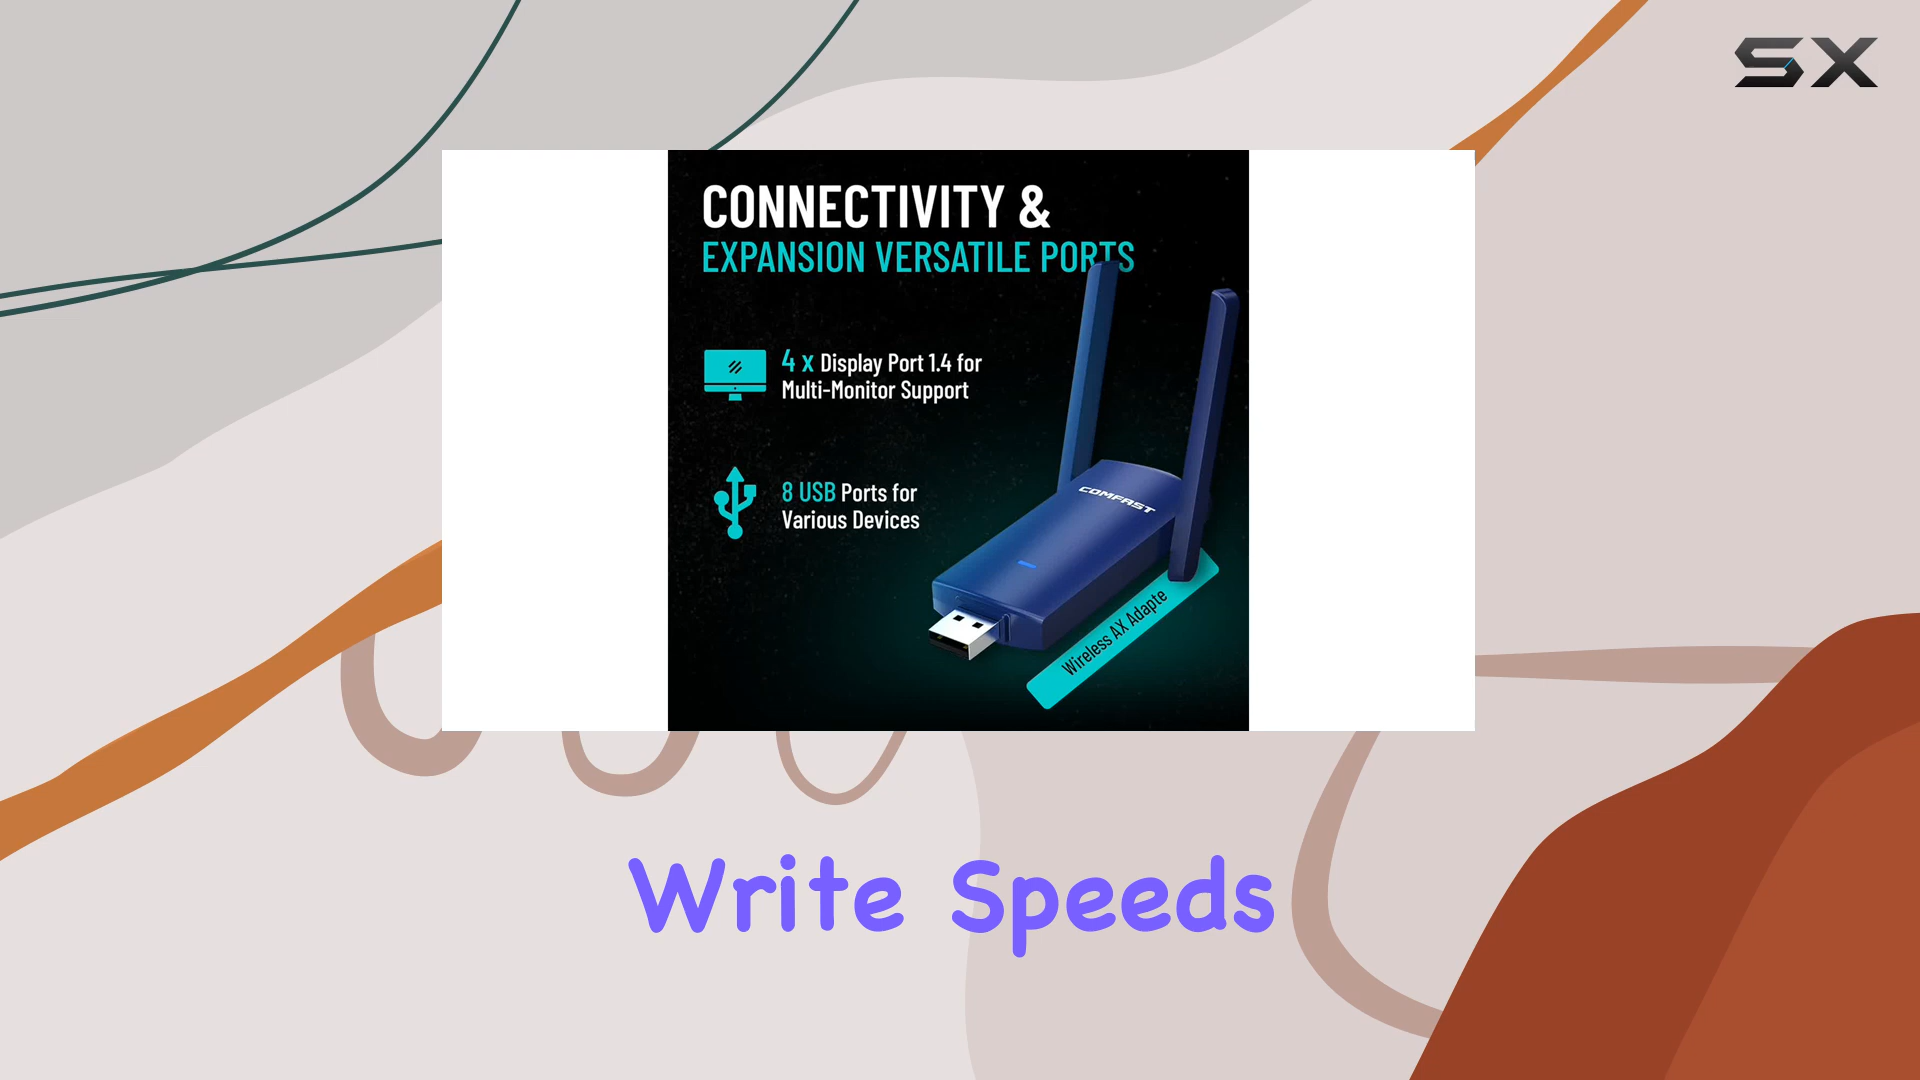 SX
CONNECTIVITY &
EXPANSION VERSATILE PORTS
4 x Display Port 1.4 for
Multi-Monitor Support
8 USB Ports for
Various Devices
COMFAST
Wireless AX Adapte
Write Speeds